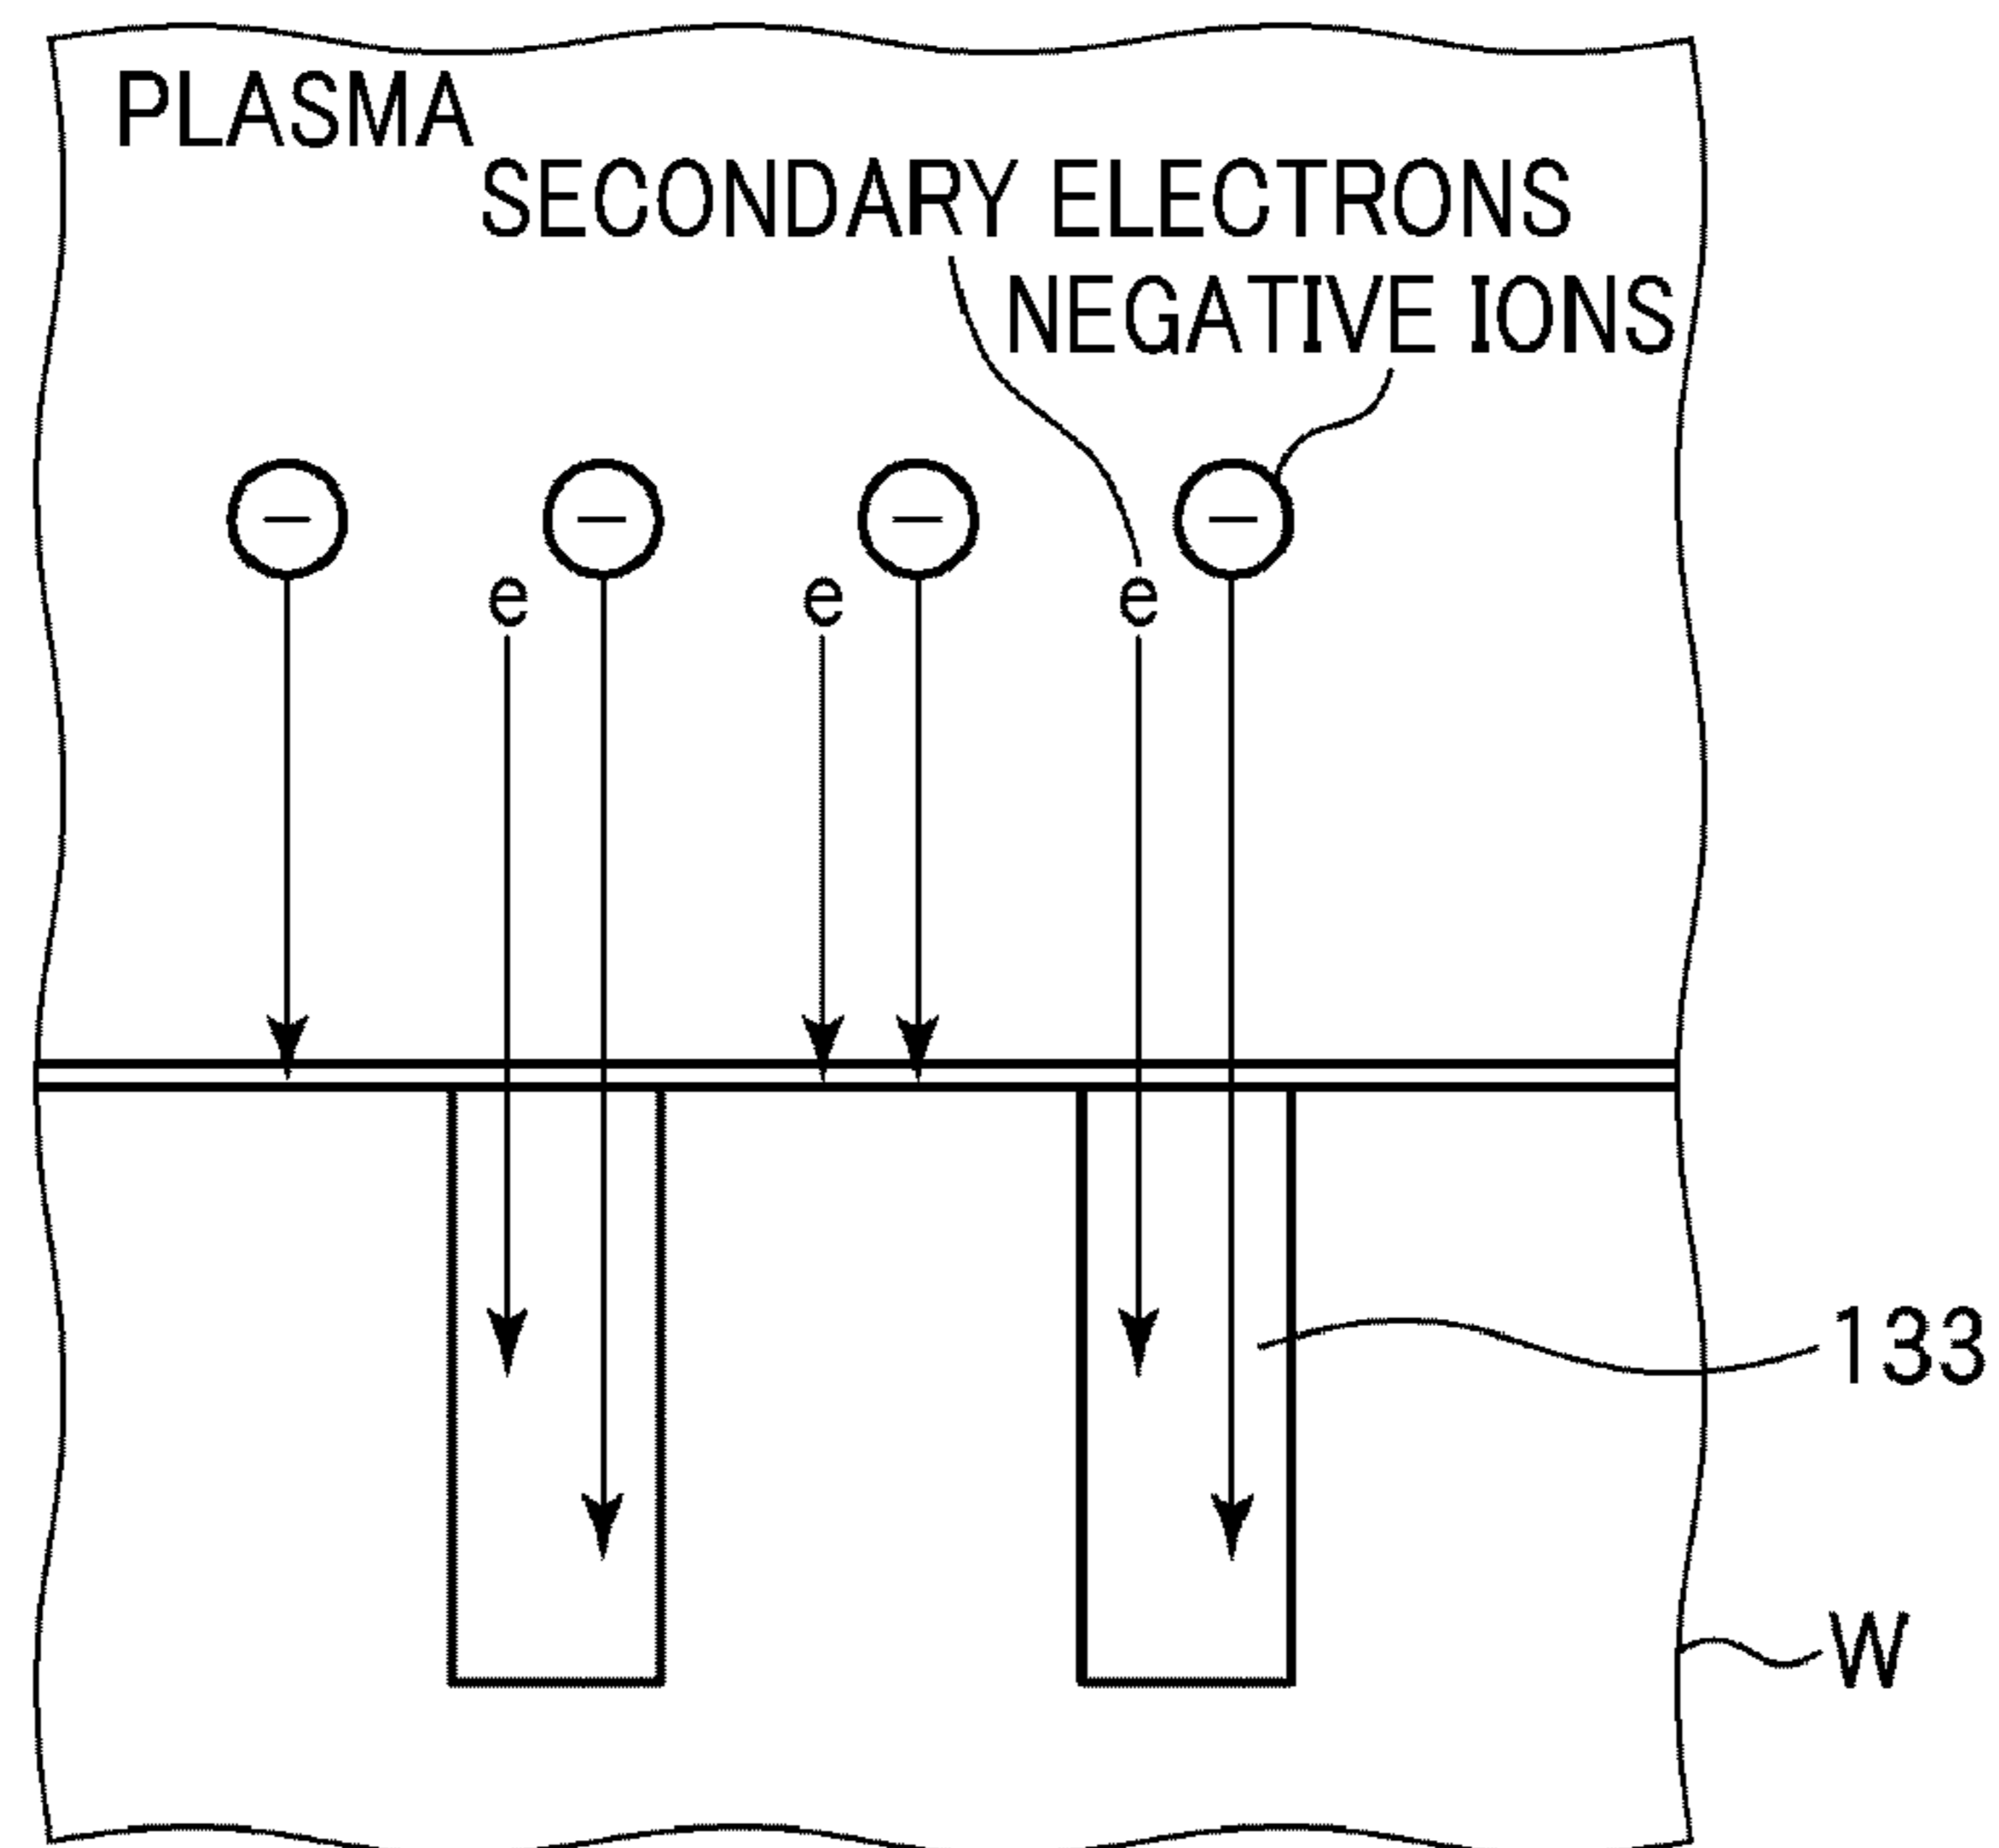 PLASMA
SECONDARY ELECTRONS
NEGATIVE IONS
− − − −
e e e
133
W